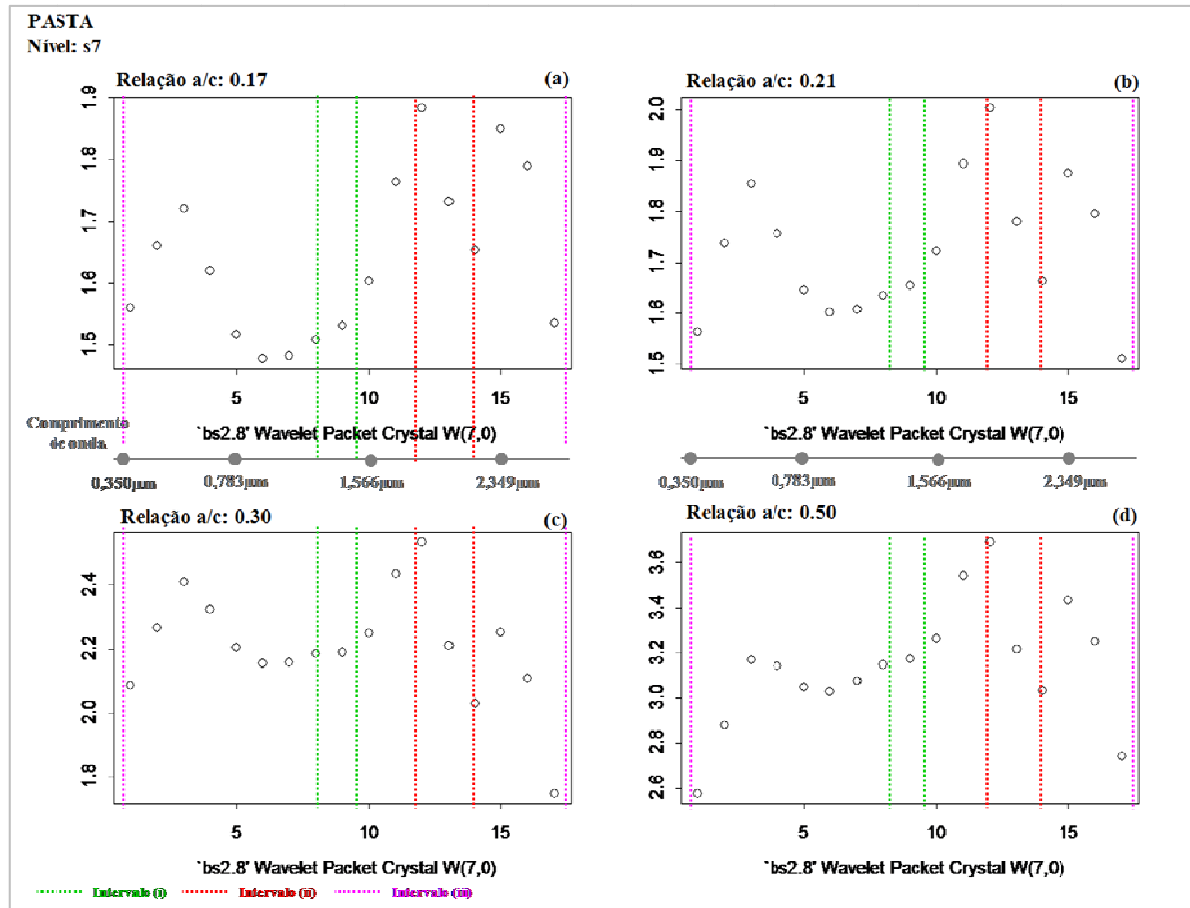 PASTA
Nível: s7
Relação a/c: 0.17 (a)
1.9
1.8
1.7
1.6
1.5
5 10 15
`bs2.8' Wavelet Packet Crystal W(7,0)
Relação a/c: 0.21 (b)
2.0
1.9
1.8
1.7
1.6
1.5
5 10 15
`bs2.8' Wavelet Packet Crystal W(7,0)
Comprimento
de onda
0,350µm 0,783µm 1,566µm 2,349µm
0,350µm 0,783µm 1,566µm 2,349µm
Relação a/c: 0.30 (c)
2.4
2.2
2.0
1.8
5 10 15
`bs2.8' Wavelet Packet Crystal W(7,0)
Relação a/c: 0.50 (d)
3.6
3.4
3.2
3.0
2.8
2.6
5 10 15
`bs2.8' Wavelet Packet Crystal W(7,0)
Intervalo (i) Intervalo (ii) Intervalo (iii)